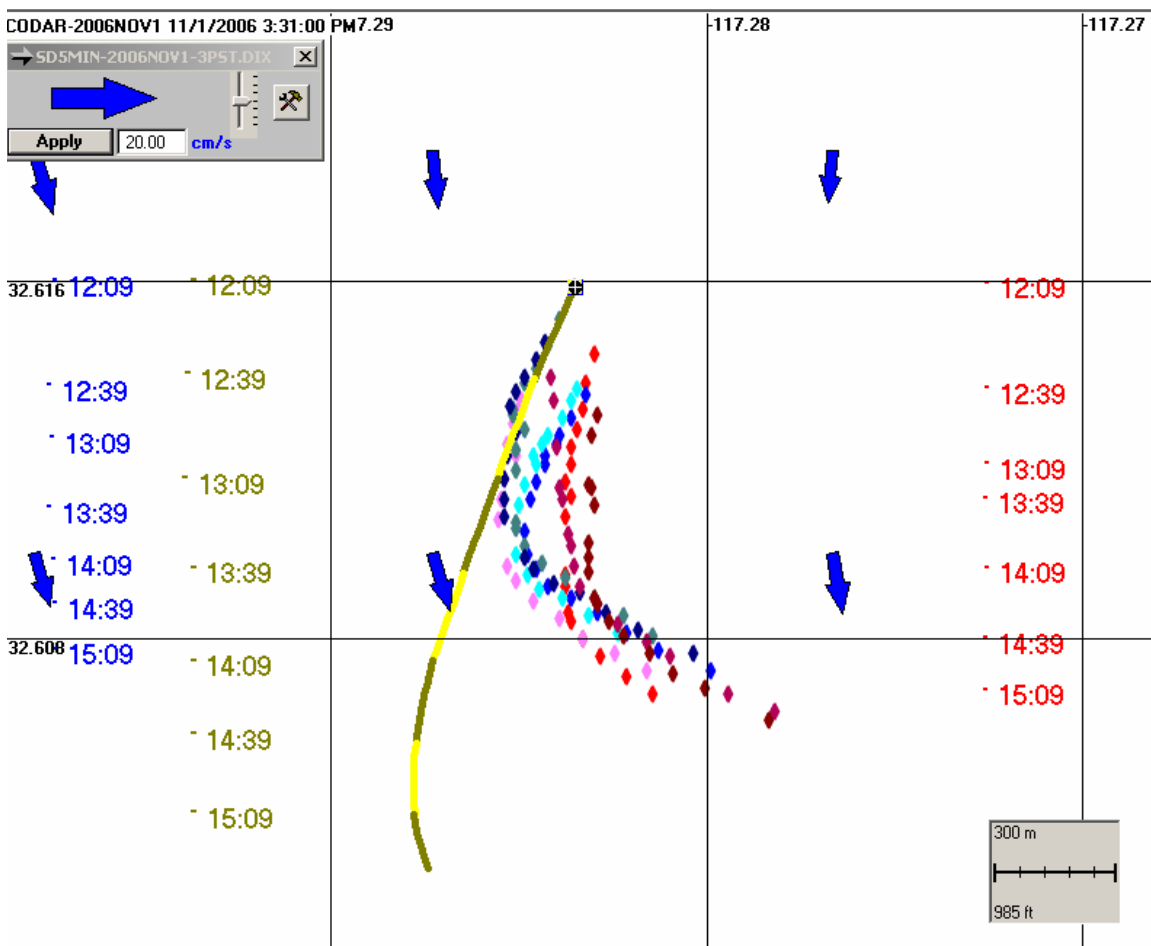 CODAR-2006NOV1 11/1/2006 3:31:00 PM 7.29 -117.28 -117.27
SD5MIN-2006NOV1-3PST.DIX
Apply 20.00 cm/s
32.616 12:09 12:09 12:09
12:39 12:39 12:39
13:09 13:09 13:09
13:39 13:39 13:39
14:09 14:09
14:39
32.608 15:09 14:09 14:39
15:09
14:39
15:09
300 m
985 ft